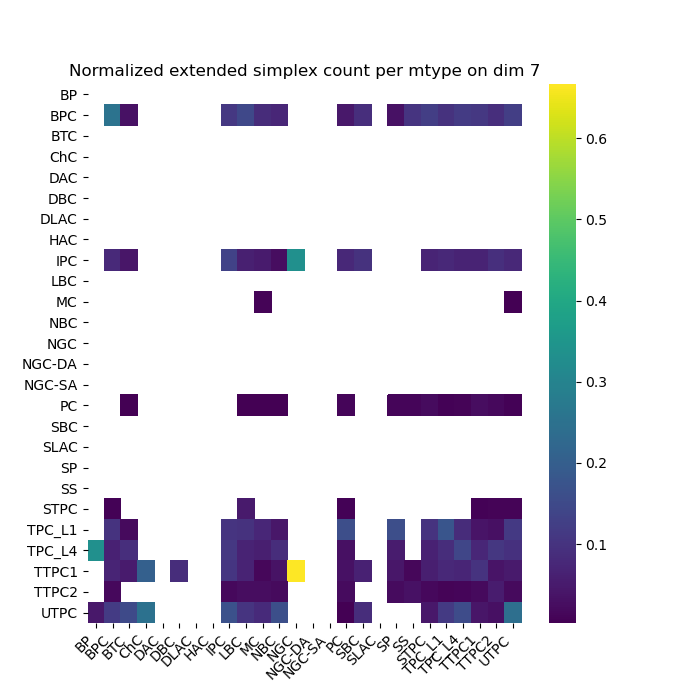 Normalized extended simplex count per mtype on dim 7
BP
BPC
BTC
ChC
DAC
DBC
DLAC
HAC
IPC
LBC
MC
NBC
NGC
NGC-DA
NGC-SA
PC
SBC
SLAC
SP
SS
STPC
TPC_L1
TPC_L4
TTPC1
TTPC2
UTPC
BP
BPC
BTC
ChC
DAC
DBC
DLAC
HAC
IPC
LBC
MC
NBC
NGC
NGC-DA
NGC-SA
PC
SBC
SLAC
SP
SS
STPC
TPC_L1
TPC_L4
TTPC1
TTPC2
UTPC
0.6
0.5
0.4
0.3
0.2
0.1